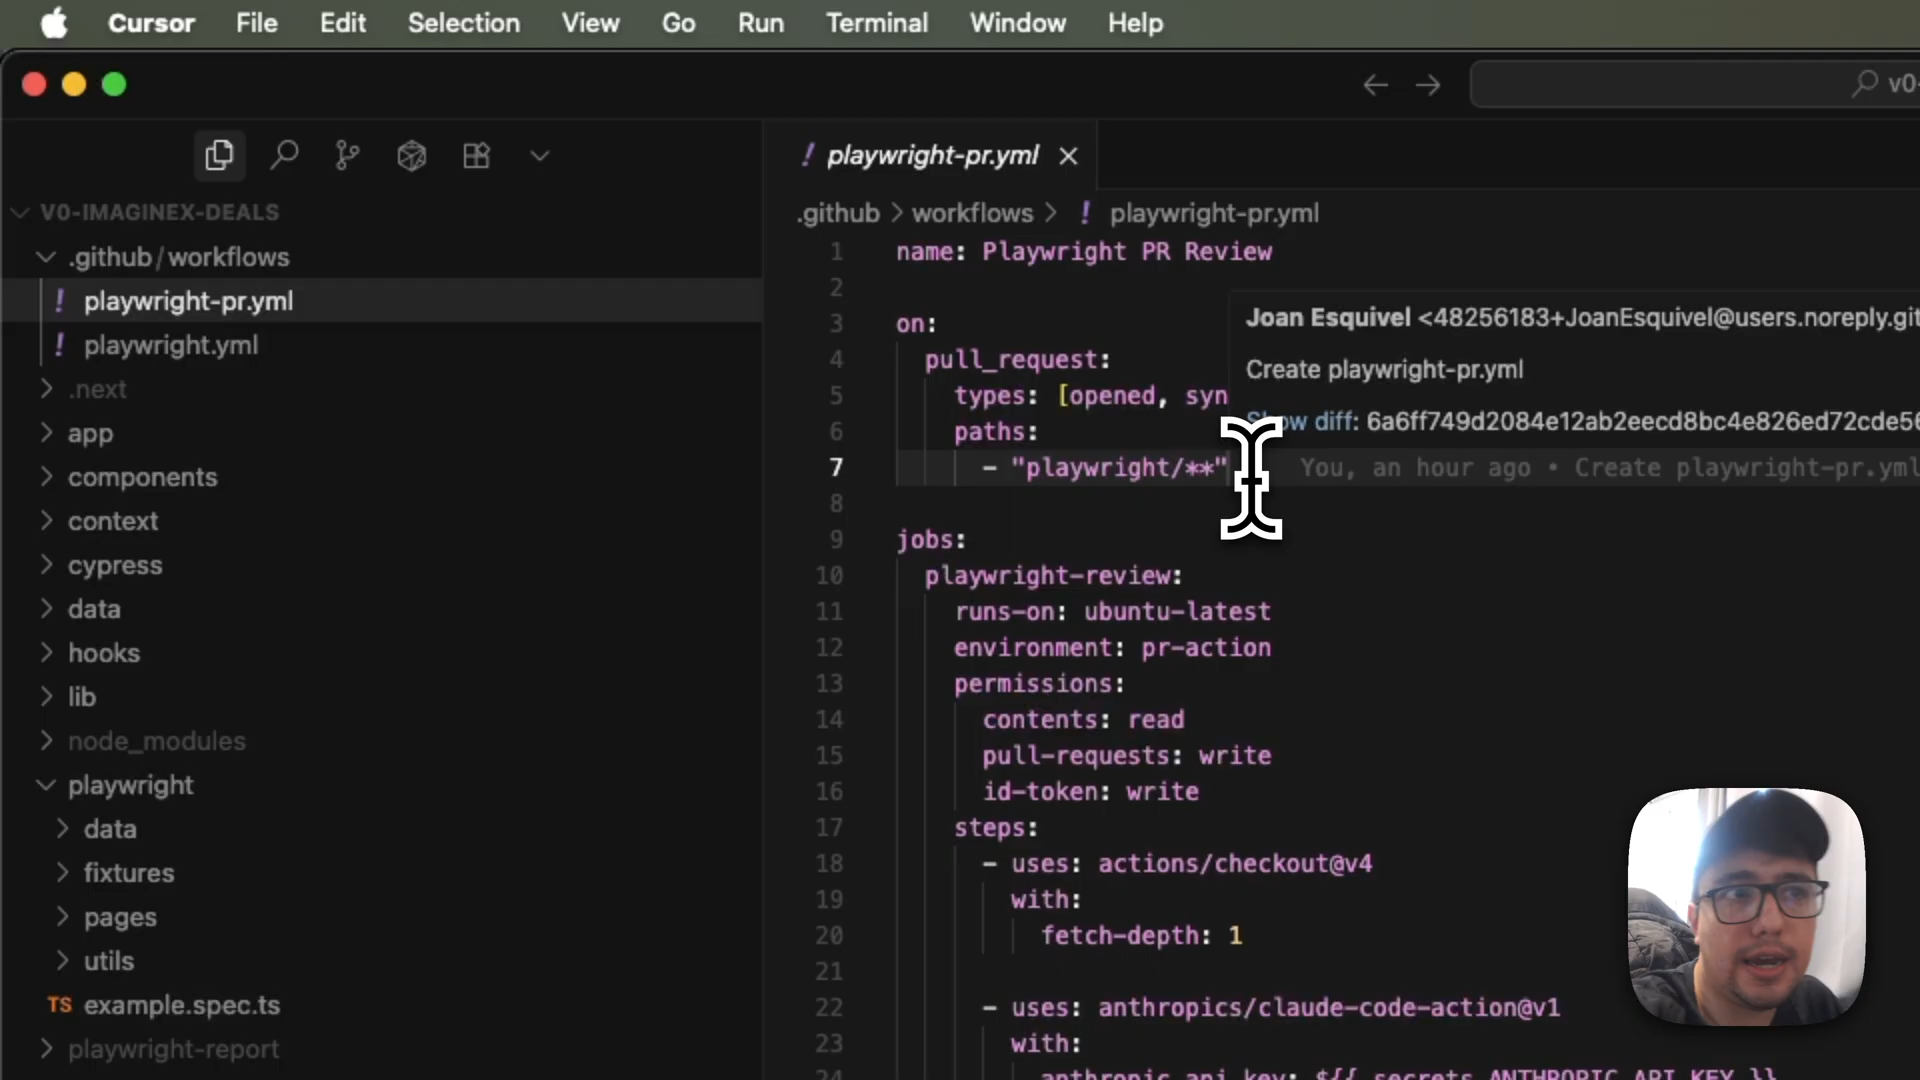 Cursor File Edit Selection View Go Run Terminal Window Help
v0-
! playwright-pr.yml
V0-IMAGINEX-DEALS
.github/workflows
! playwright-pr.yml
! playwright.yml
.next
app
components
context
cypress
data
hooks
lib
node_modules
playwright
data
fixtures
pages
utils
TS example.spec.ts
playwright-report
.github > workflows > ! playwright-pr.yml
1 name: Playwright PR Review
2
3 on:
4 pull_request:
5 types: [opened, syn
6 paths:
7 - "playwright/**" You, an hour ago • Create playwright-pr.yml
8
9 jobs:
10 playwright-review:
11 runs-on: ubuntu-latest
12 environment: pr-action
13 permissions:
14 contents: read
15 pull-requests: write
16 id-token: write
17 steps:
18 - uses: actions/checkout@v4
19 with:
20 fetch-depth: 1
21
22 - uses: anthropics/claude-code-action@v1
23 with:
24 anthropic_api_key: ${{ secrets.ANTHROPIC_API_KEY }}
Joan Esquivel <48256183+JoanEsquivel@users.noreply.git
Create playwright-pr.yml
Show diff: 6a6ff749d2084e12ab2eecd8bc4e826ed72cde56